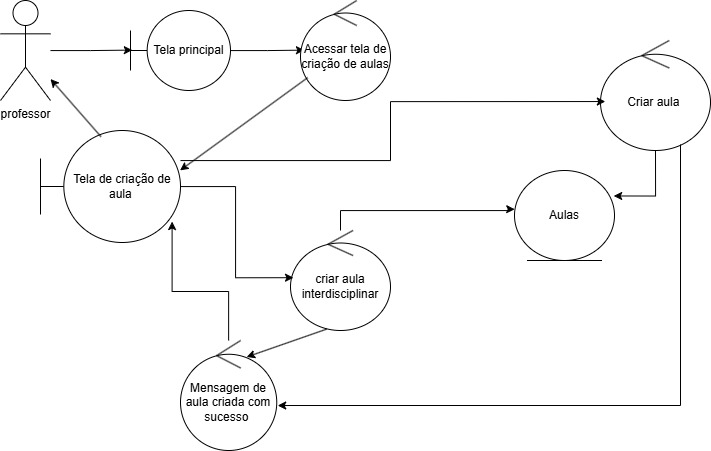 professor
Tela principal
Acessar tela de
criação de aulas
Criar aula
Tela de criação de
aula
Aulas
criar aula
interdisciplinar
Mensagem de
aula criada com
sucesso